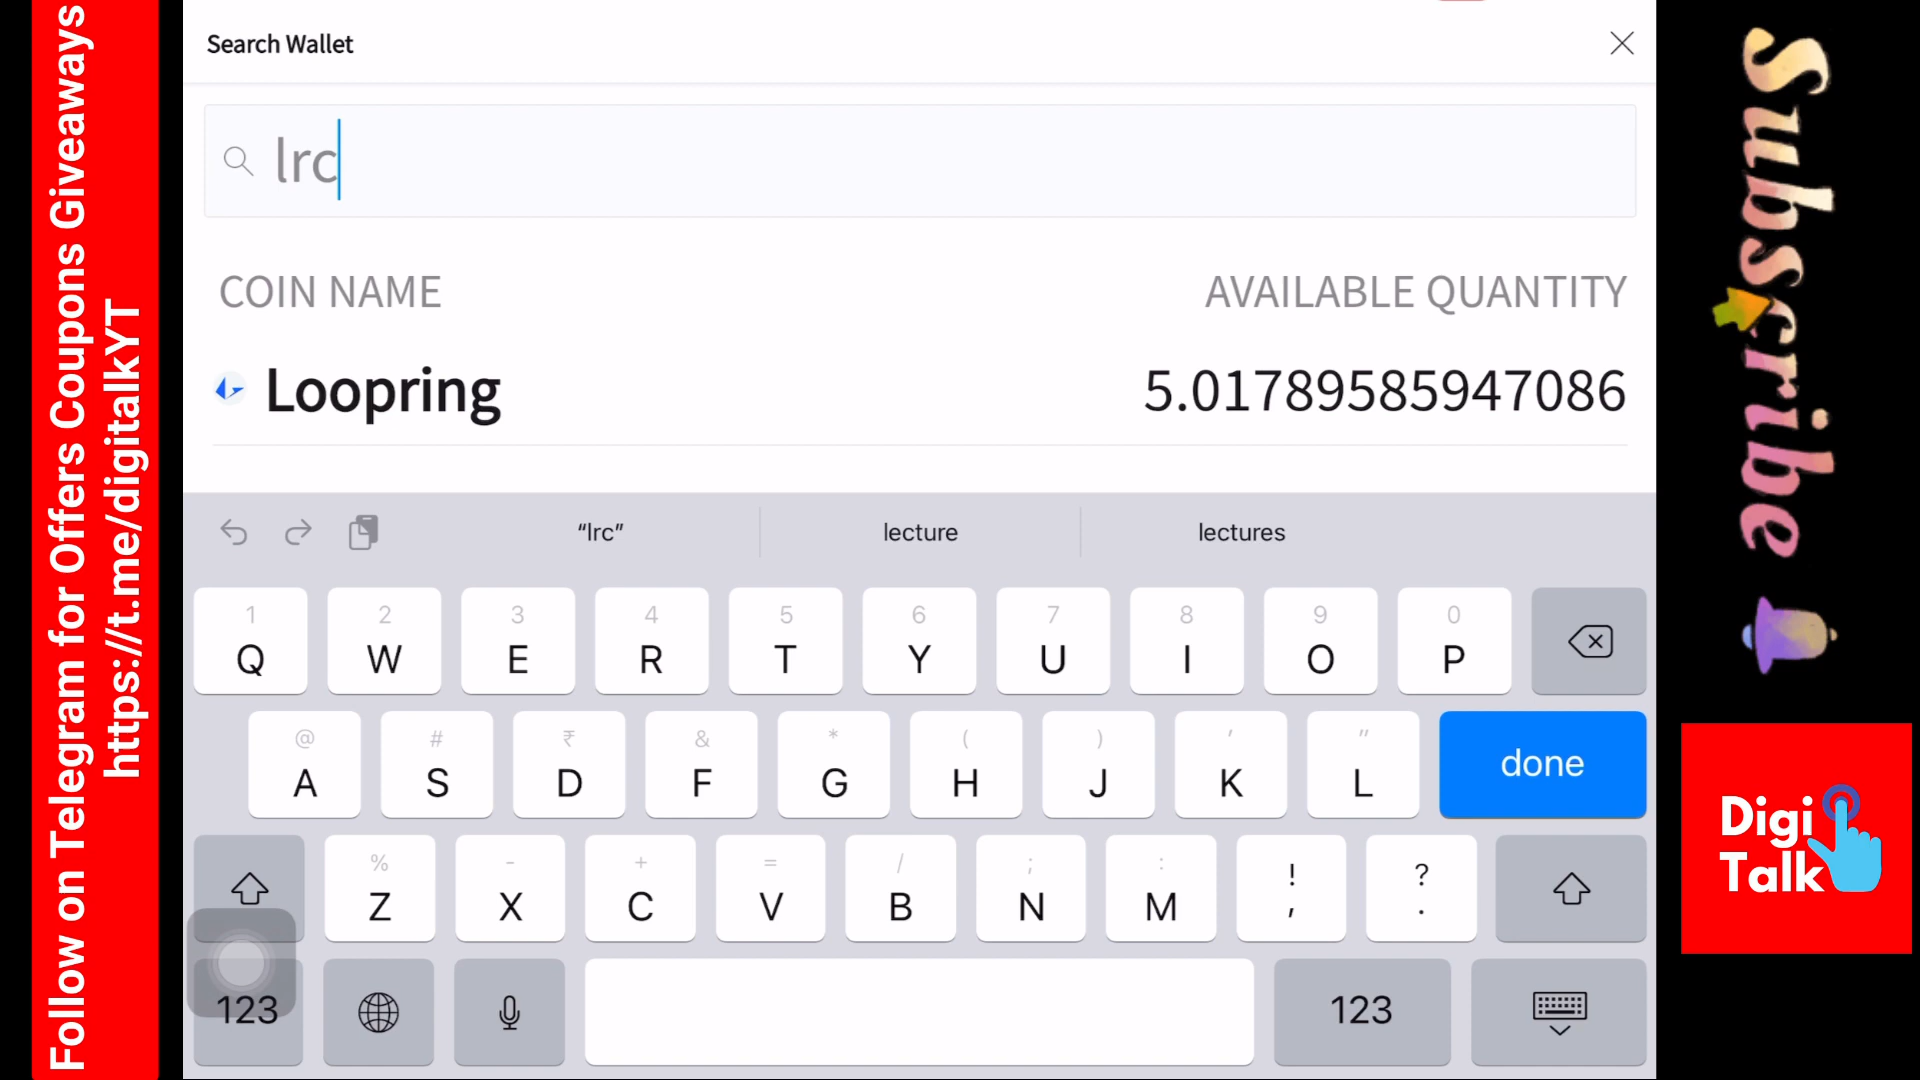 Follow on Telegram for Offers Coupons Giveaways
https://t.me/digitalkYT
Search Wallet
lrc
COIN NAME AVAILABLE QUANTITY
Loopring 5.01789585947086
“lrc” lecture lectures
1 2 3 4 5 6 7 8 9 0
Q W E R T Y U I O P
@ # ₹ & * ( ) ' "
A S D F G H J K L done
% - + = / ; : ! ?
Z X C V B N M , .
123 123
Subscribe
Digi
Talk